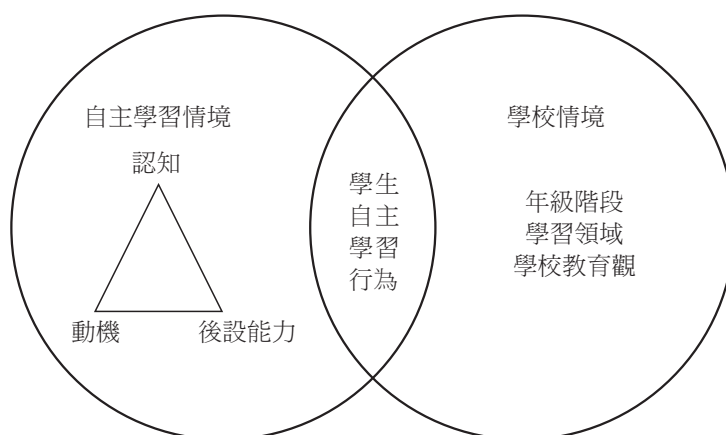 自主學習情境
認知
動機
後設能力
學生
自主
學習
行為
學校情境
年級階段
學習領域
學校教育觀